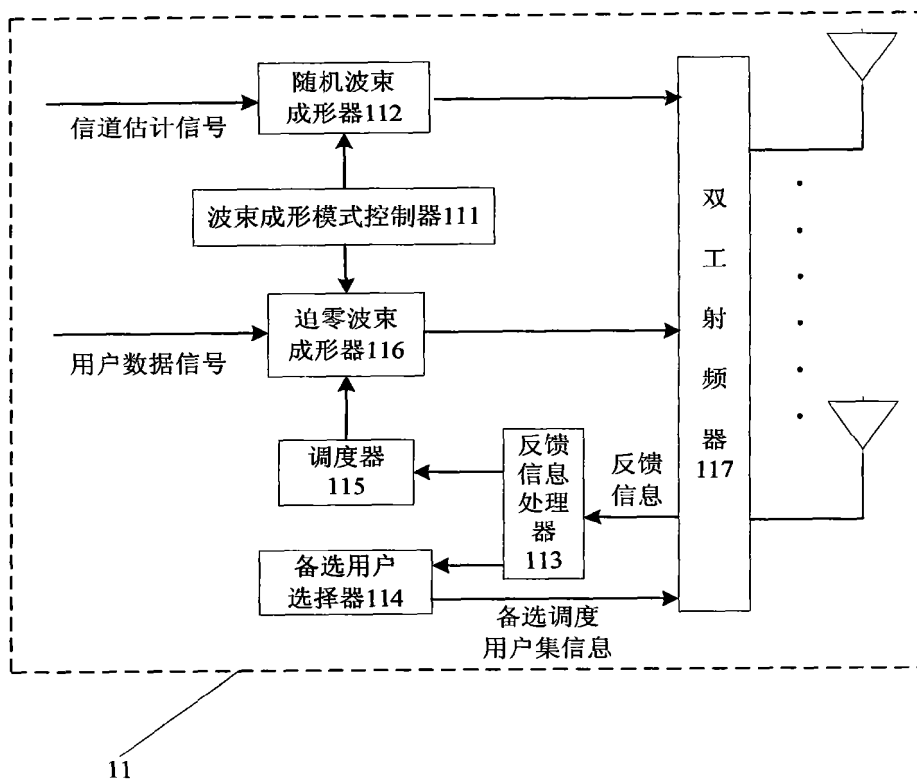 随机波束
成形器112
信道估计信号
波束成形模式控制器111
迫零波束
成形器116
用户数据信号
双
工
射
频
器
117
调度器
115
反馈
信息
处理
器
113
反馈
信息
备选用户
选择器114
备选调度
用户集信息
11